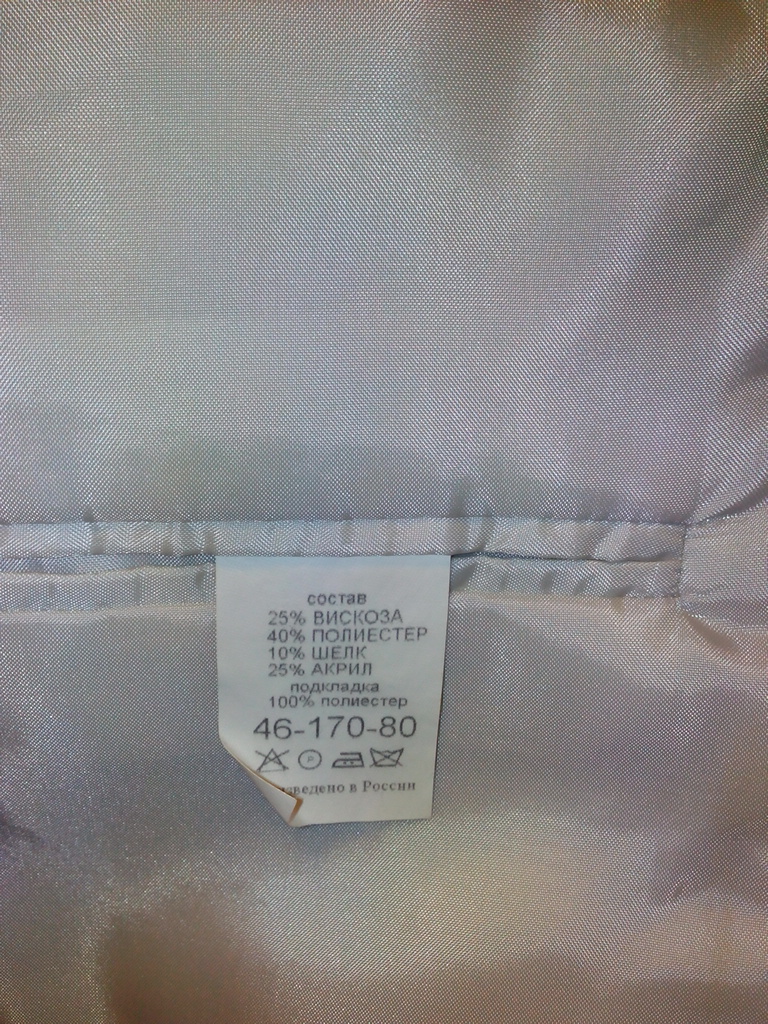 состав
25% ВИСКОЗА
40% ПОЛИЕСТЕР
10% ШЕЛК
25% АКРИЛ
подкладка
100% полиестер
46-170-80
P
в России